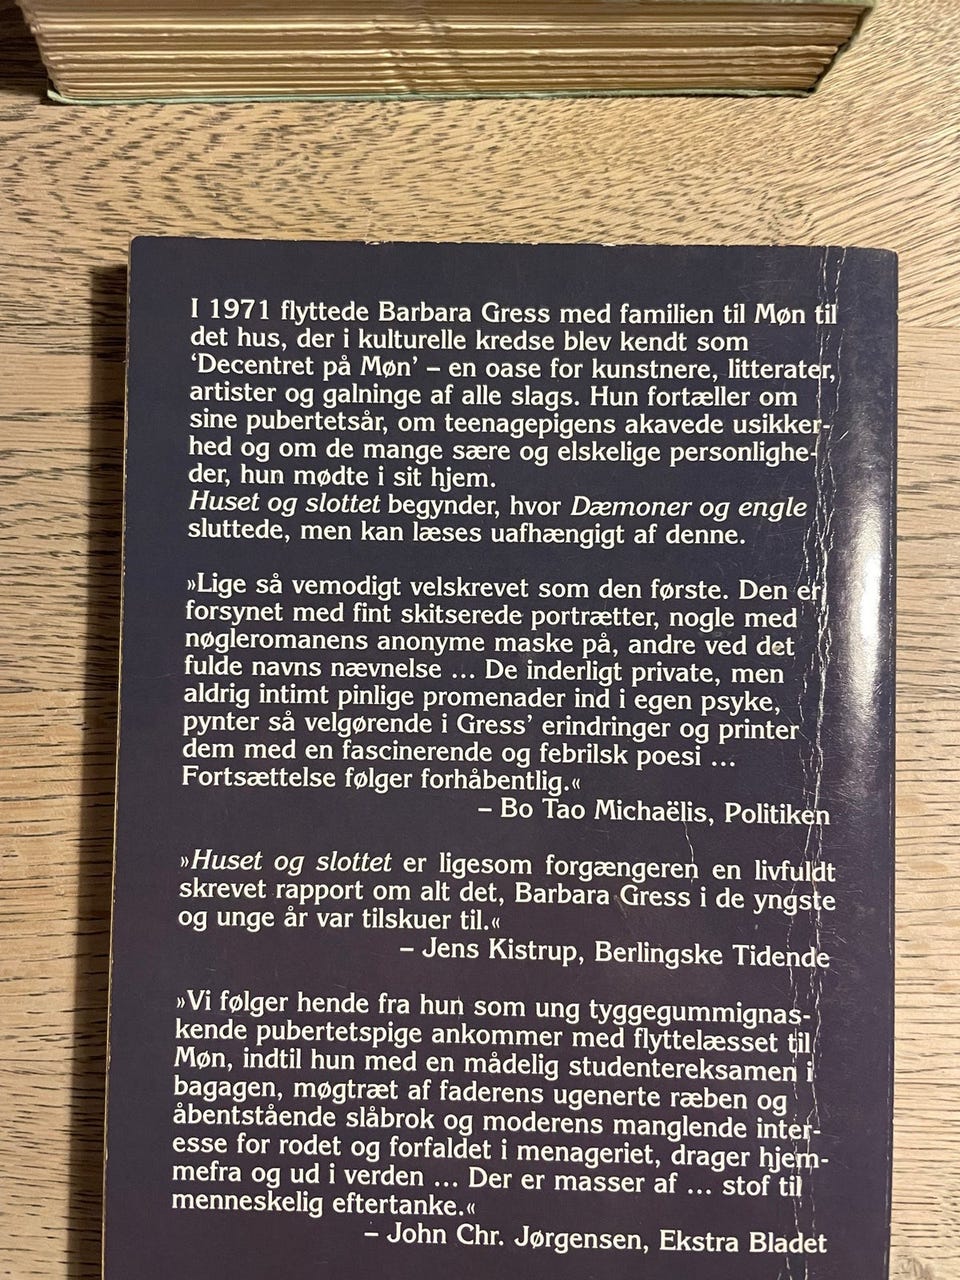 I 1971 flyttede Barbara Gress med familien til Møn til
det hus, der i kulturelle kredse blev kendt som
‘Decentret på Møn’ – en oase for kunstnere, litterater,
artister og galninge af alle slags. Hun fortæller om
sine pubertetsår, om teenagepigens akavede usikker-
hed og om de mange sære og elskelige personlighe-
der, hun mødte i sit hjem.
Huset og slottet begynder, hvor Dæmoner og engle
sluttede, men kan læses uafhængigt af denne.
»Lige så vemodigt velskrevet som den første. Den er
forsynet med fint skitserede portrætter, nogle med
nøgleromanens anonyme maske på, andre ved det
fulde navns nævnelse ... De inderligt private, men
aldrig intimt pinlige promenader ind i egen psyke,
pynter så velgørende i Gress’ erindringer og printer
dem med en fascinerende og febrilsk poesi ...
Fortsættelse følger forhåbentlig.«
– Bo Tao Michaëlis, Politiken
»Huset og slottet er ligesom forgængeren en livfuldt
skrevet rapport om alt det, Barbara Gress i de yngste
og unge år var tilskuer til.«
– Jens Kistrup, Berlingske Tidende
»Vi følger hende fra hun som ung tyggegummignas-
kende pubertetspige ankommer med flyttelæsset til
Møn, indtil hun med en mådelig studentereksamen i
bagagen, møgtræt af faderens ugenerte ræben og
åbentstående slåbrok og moderens manglende inter-
esse for rodet og forfaldet i menageriet, drager hjem-
mefra og ud i verden ... Der er masser af ... stof til
menneskelig eftertanke.«
– John Chr. Jørgensen, Ekstra Bladet